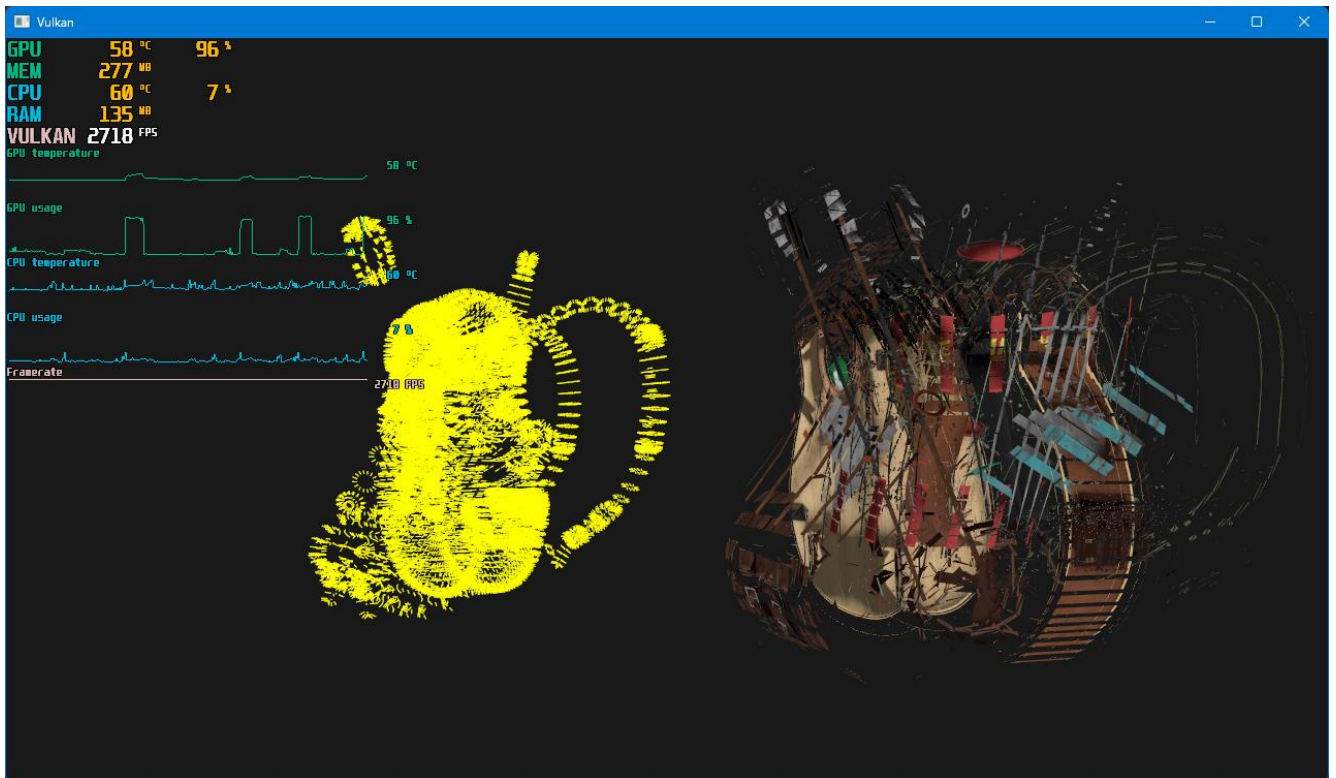 Vulkan
GPU 58 °C 96 %
MEM 277 MB
CPU 60 °C 7 %
RAM 135 MB
VULKAN 2718 FPS
GPU temperature
58 °C
GPU usage
96 %
CPU temperature
60 °C
CPU usage
7 %
Framerate
2718 FPS